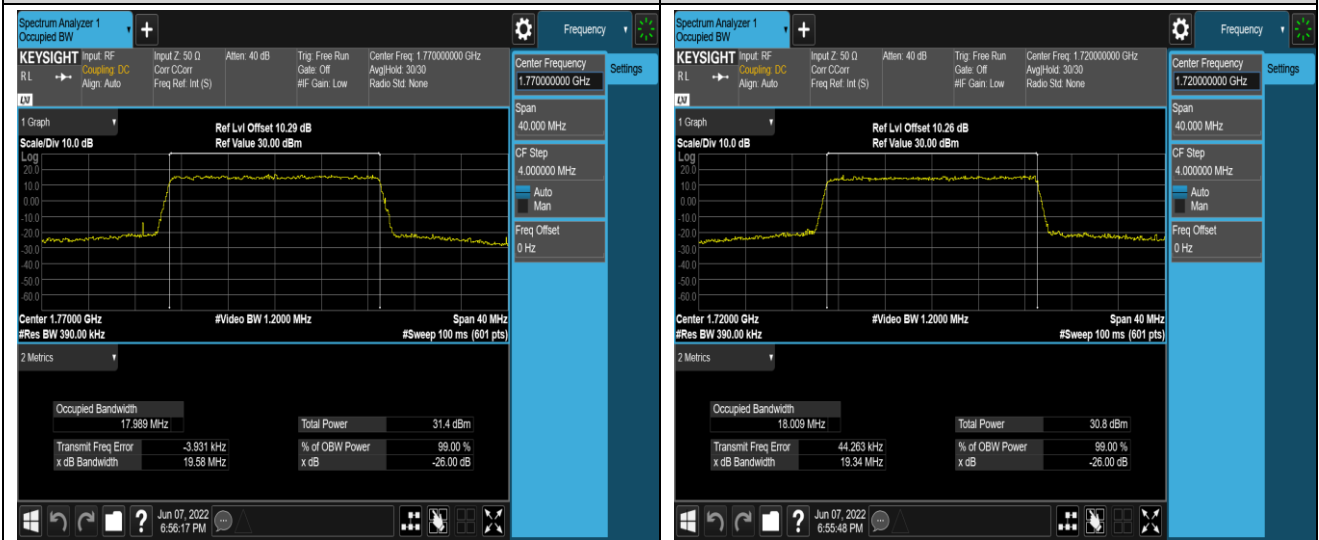 Spectrum Analyzer 1
Occupied BW
Frequency
KEYSIGHT
R L
LXI
Input: RF
Coupling: DC
Align: Auto
Input Z: 50 Ω
Corr CCorr
Freq Ref: Int (S)
Atten: 40 dB
Trig: Free Run
Gate: Off
#IF Gain: Low
Center Freq: 1.770000000 GHz
Avg|Hold: 30/30
Radio Std: None
Center Frequency
1.770000000 GHz
Settings
Span
40.000 MHz
CF Step
4.000000 MHz
Auto
Man
Freq Offset
0 Hz
1 Graph
Scale/Div 10.0 dB
Ref Lvl Offset 10.29 dB
Ref Value 30.00 dBm
Log
20.0
10.0
0.00
-10.0
-20.0
-30.0
-40.0
-50.0
-60.0
Center 1.77000 GHz
#Video BW 1.2000 MHz
Span 40 MHz
#Res BW 390.00 kHz
#Sweep 100 ms (601 pts)
2 Metrics
Occupied Bandwidth
17.989 MHz
Total Power 31.4 dBm
Transmit Freq Error -3.931 kHz
% of OBW Power 99.00 %
x dB Bandwidth 19.58 MHz
x dB -26.00 dB
?
Jun 07, 2022
6:56:17 PM
Spectrum Analyzer 1
Occupied BW
Frequency
KEYSIGHT
R L
LXI
Input: RF
Coupling: DC
Align: Auto
Input Z: 50 Ω
Corr CCorr
Freq Ref: Int (S)
Atten: 40 dB
Trig: Free Run
Gate: Off
#IF Gain: Low
Center Freq: 1.720000000 GHz
Avg|Hold: 30/30
Radio Std: None
Center Frequency
1.720000000 GHz
Settings
Span
40.000 MHz
CF Step
4.000000 MHz
Auto
Man
Freq Offset
0 Hz
1 Graph
Scale/Div 10.0 dB
Ref Lvl Offset 10.26 dB
Ref Value 30.00 dBm
Log
20.0
10.0
0.00
-10.0
-20.0
-30.0
-40.0
-50.0
-60.0
Center 1.72000 GHz
#Video BW 1.2000 MHz
Span 40 MHz
#Res BW 390.00 kHz
#Sweep 100 ms (601 pts)
2 Metrics
Occupied Bandwidth
18.009 MHz
Total Power 30.8 dBm
Transmit Freq Error 44.263 kHz
% of OBW Power 99.00 %
x dB Bandwidth 19.34 MHz
x dB -26.00 dB
?
Jun 07, 2022
6:55:48 PM